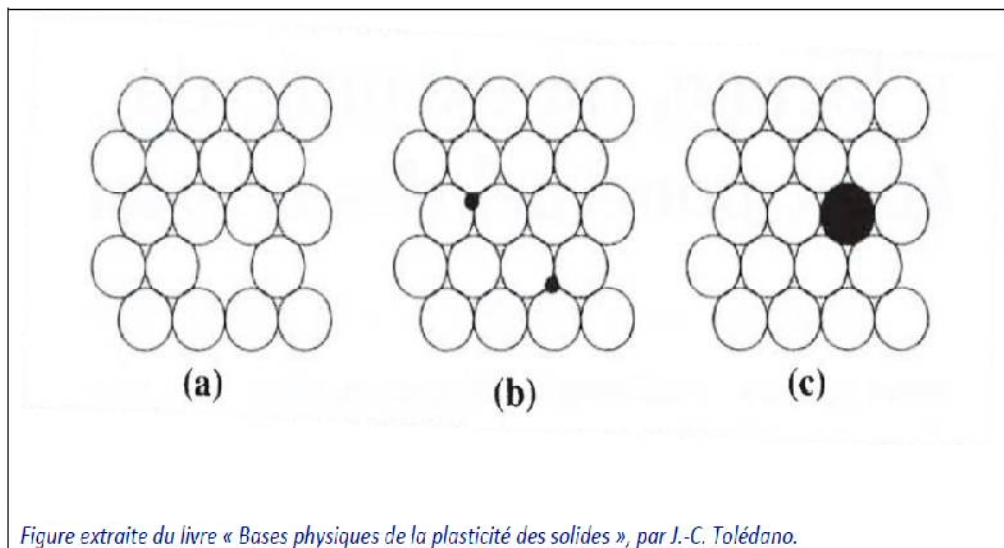 (a)
(b)
(c)
Figure extraite du livre « Bases physiques de la plasticité des solides », par J.-C. Tolédano.